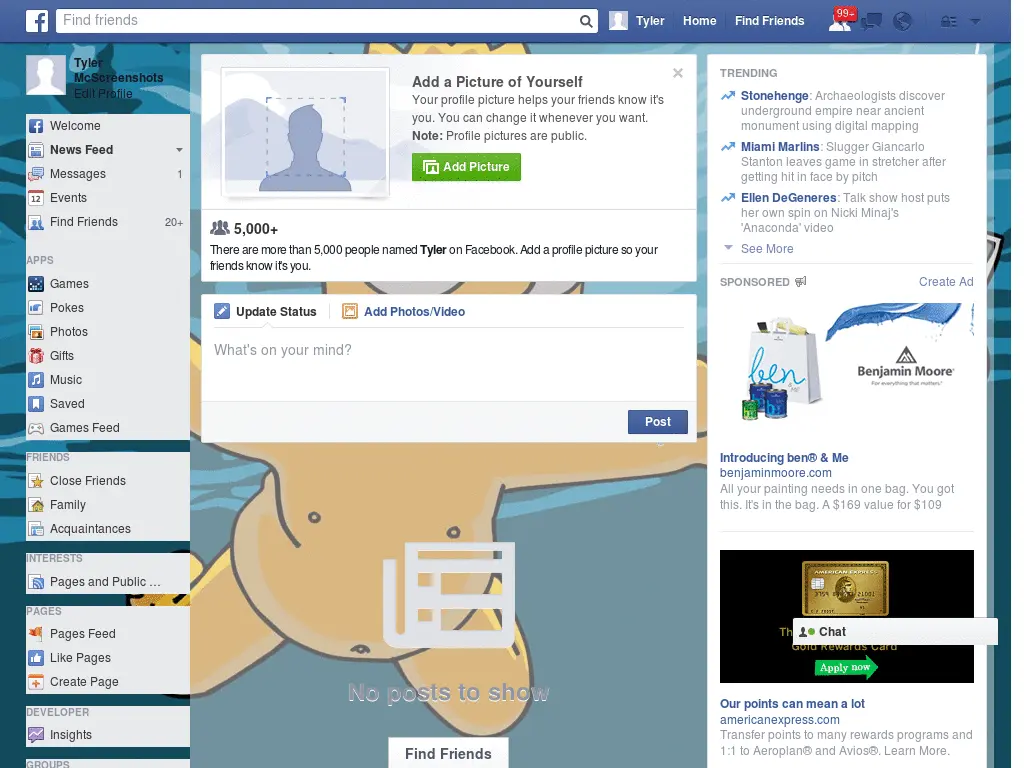 Find friends
Tyler
Home
Find Friends
99+
Tyler
McScreenshots
Edit Profile
Welcome
News Feed
Messages
1
12
Events
Find Friends
20+
APPS
Games
Pokes
Photos
Gifts
Music
Saved
Games Feed
FRIENDS
Close Friends
Family
Acquaintances
INTERESTS
Pages and Public ...
PAGES
Pages Feed
Like Pages
Create Page
DEVELOPER
Insights
GROUPS
Add a Picture of Yourself
Your profile picture helps your friends know it's
you. You can change it whenever you want.
Note: Profile pictures are public.
Add Picture
5,000+
There are more than 5,000 people named Tyler on Facebook. Add a profile picture so your
friends know it's you.
Update Status
Add Photos/Video
What's on your mind?
Post
No posts to show
Find Friends
TRENDING
Stonehenge: Archaeologists discover
underground empire near ancient
monument using digital mapping
Miami Marlins: Slugger Giancarlo
Stanton leaves game in stretcher after
getting hit in face by pitch
Ellen DeGeneres: Talk show host puts
her own spin on Nicki Minaj's
'Anaconda' video
See More
SPONSORED
Create Ad
ben
& ME
Benjamin Moore®
For everything that matters.®
Introducing ben® & Me
benjaminmoore.com
All your painting needs in one bag. You got
this. It's in the bag. A $169 value for $109
AMERICAN EXPRESS
Th
Chat
Gold Rewards Card
Apply now
Our points can mean a lot
americanexpress.com
Transfer points to many rewards programs and
1:1 to Aeroplan® and Avios®. Learn More.